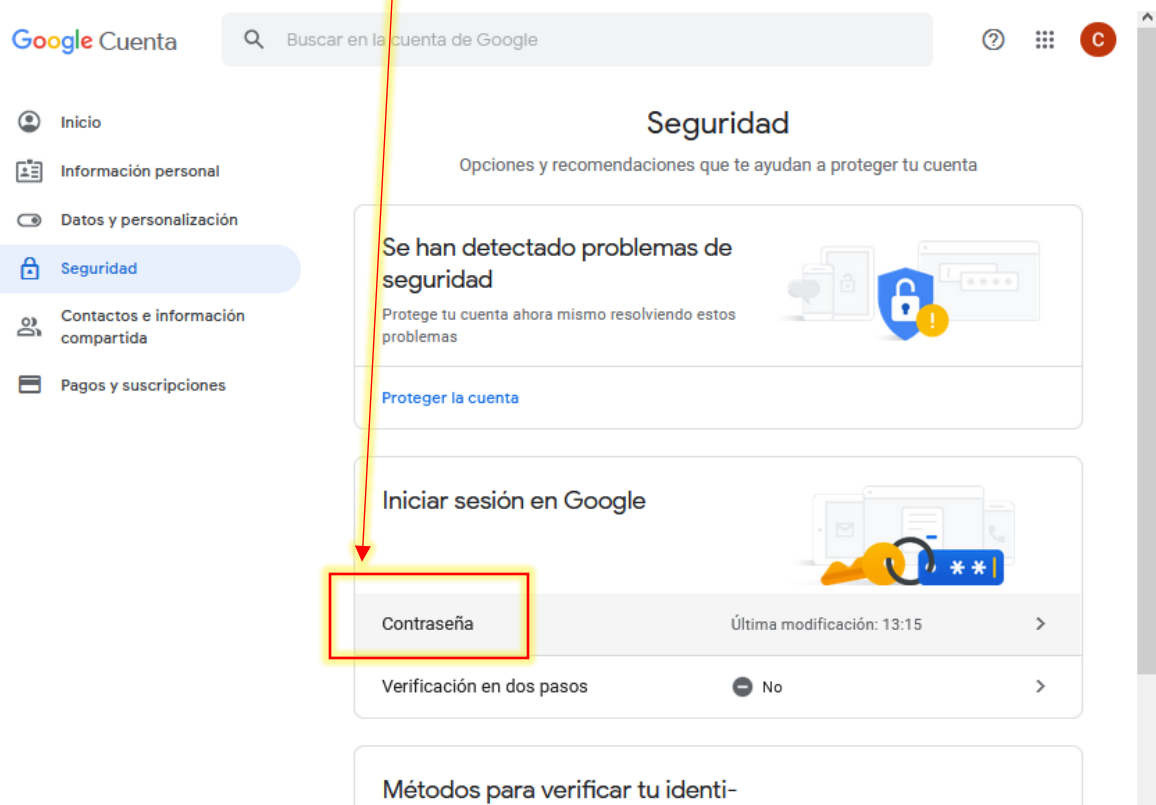 Google Cuenta
Buscar en la cuenta de Google
C
Inicio
Información personal
Datos y personalización
Seguridad
Contactos e información
compartida
Pagos y suscripciones
Seguridad
Opciones y recomendaciones que te ayudan a proteger tu cuenta
Se han detectado problemas de
seguridad
Protege tu cuenta ahora mismo resolviendo estos
problemas
Proteger la cuenta
Iniciar sesión en Google
Contraseña
Última modificación: 13:15
Verificación en dos pasos
No
Métodos para verificar tu identi-